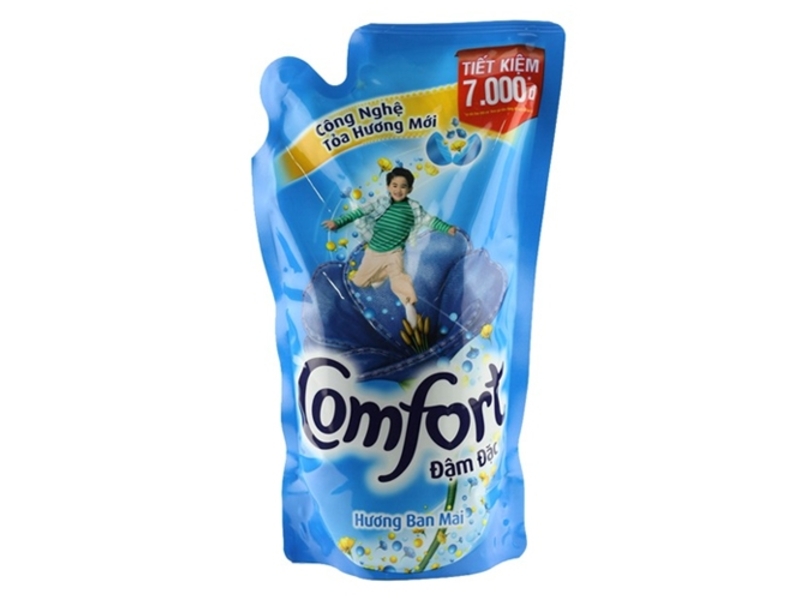 TIẾT KIỆM
7.000đ
Công Nghệ
Tỏa Hương Mới
Comfort
Đậm Đặc
Hương Ban Mai